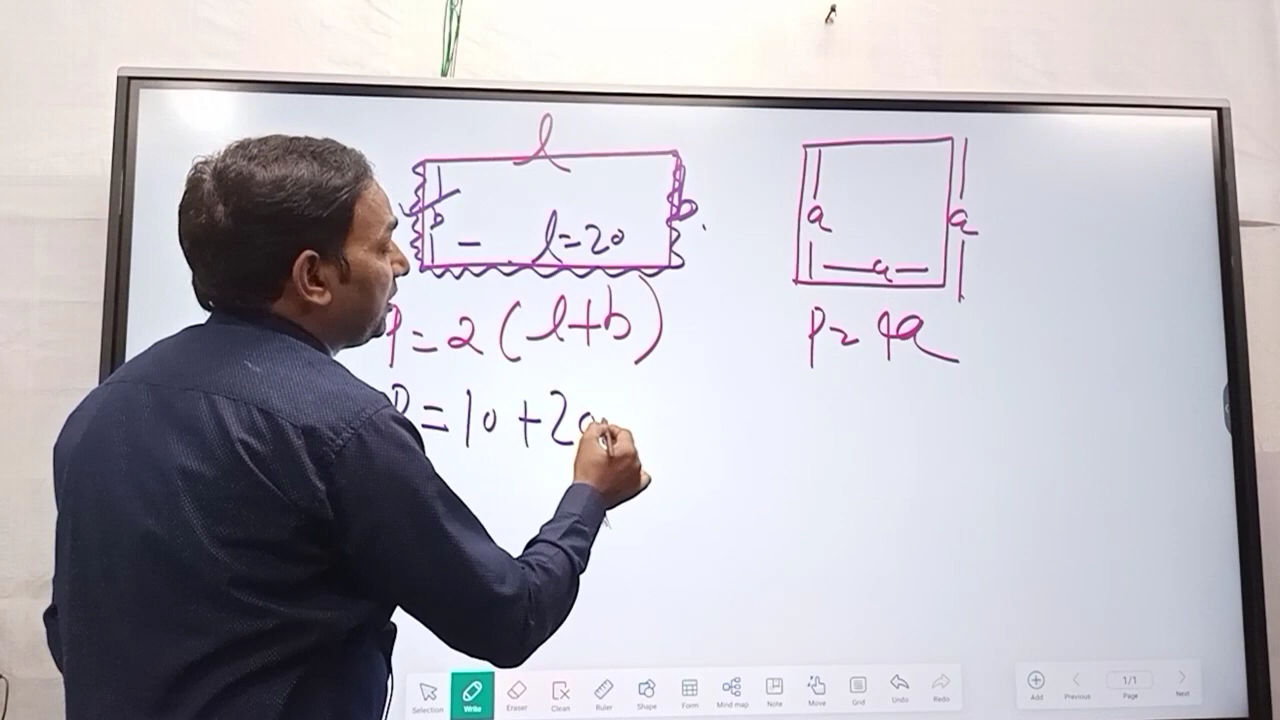 l
b
b
l=20
P=2(l+b)
P=10+20
a
a
a
P=4a
Selection
Write
Eraser
Clean
Ruler
Shape
Form
Mind map
Note
Move
Grid
Undo
Redo
Add
Previous
1/1
Page
Next